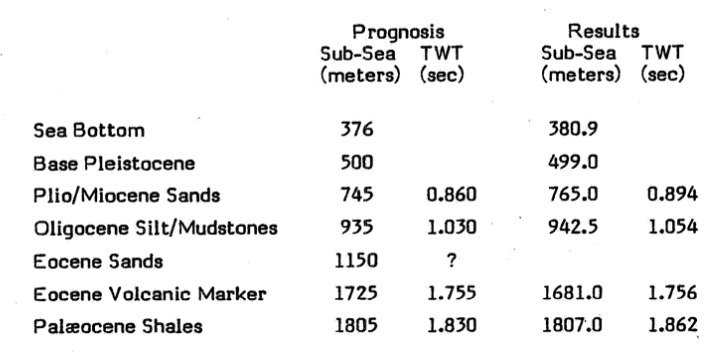 Prognosis Results
Sub-Sea TWT Sub-Sea TWT
(meters) (sec) (meters) (sec)
Sea Bottom 376 380.9
Base Pleistocene 500 499.0
Plio/Miocene Sands 745 0.860 765.0 0.894
Oligocene Silt/Mudstones 935 1.030 942.5 1.054
Eocene Sands 1150 ?
Eocene Volcanic Marker 1725 1.755 1681.0 1.756
Palæocene Shales 1805 1.830 1807.0 1.862